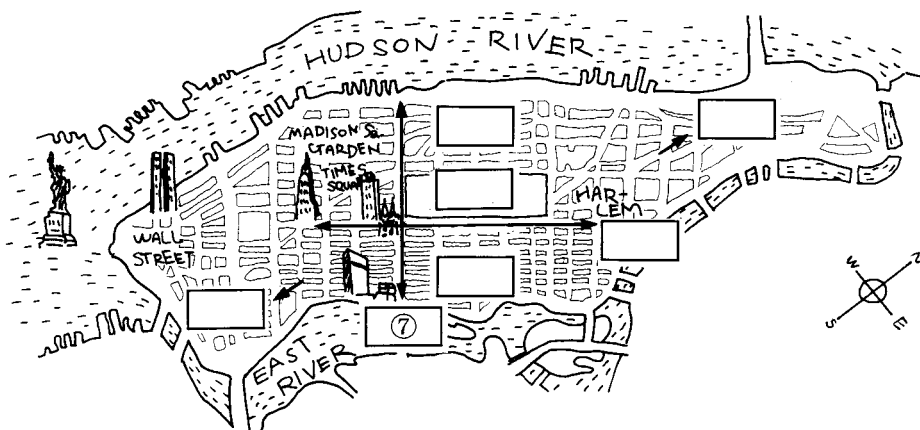 HUDSON RIVER
MADISON SQ.
GARDEN
TIMES
SQUARE
HAR-
LEM
WALL
STREET
⑦
EAST
RIVER
N
W
E
S